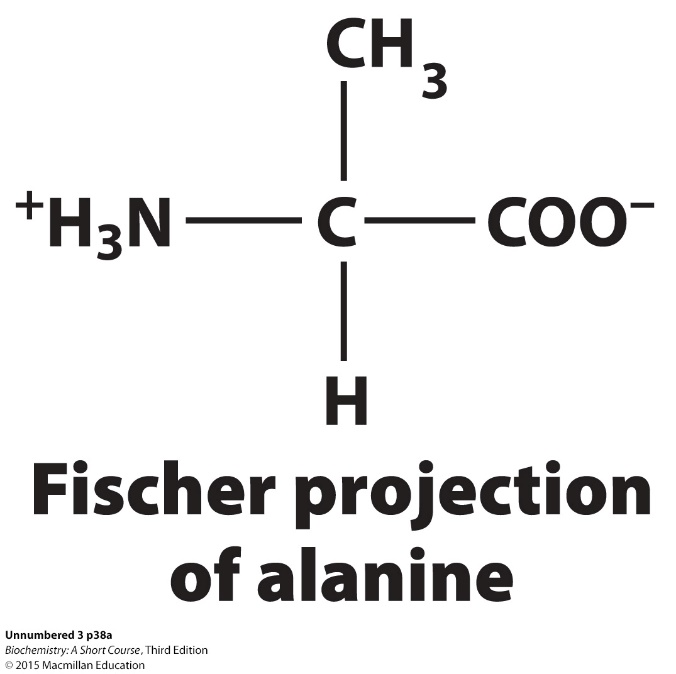 CH3
+H3N C COO−
H
Fischer projection
of alanine
Unnumbered 3 p38a
Biochemistry: A Short Course, Third Edition
© 2015 Macmillan Education